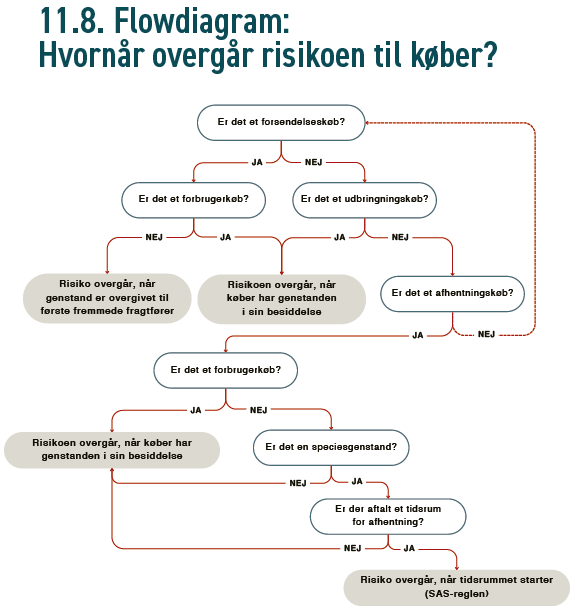 11.8. Flowdiagram:
Hvornår overgår risikoen til køber?
Er det et forsendelseskøb?
JA
NEJ
Er det et forbrugerkøb?
Er det et udbringningskøb?
NEJ
JA
JA
NEJ
Risiko overgår, når
genstand er overgivet til
første fremmede fragtfører
Risikoen overgår, når
køber har genstanden
i sin besiddelse
Er det et afhentningskøb?
JA
NEJ
Er det et forbrugerkøb?
JA
NEJ
Risikoen overgår, når køber har
genstanden i sin besiddelse
Er det en speciesgenstand?
NEJ
JA
Er der aftalt et tidsrum
for afhentning?
NEJ
JA
Risiko overgår, når tidsrummet starter
(SAS-reglen)